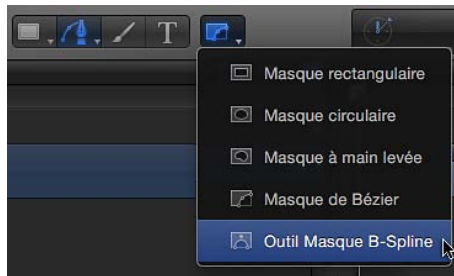 T
Masque rectangulaire
Masque circulaire
Masque à main levée
Masque de Bézier
Outil Masque B-Spline